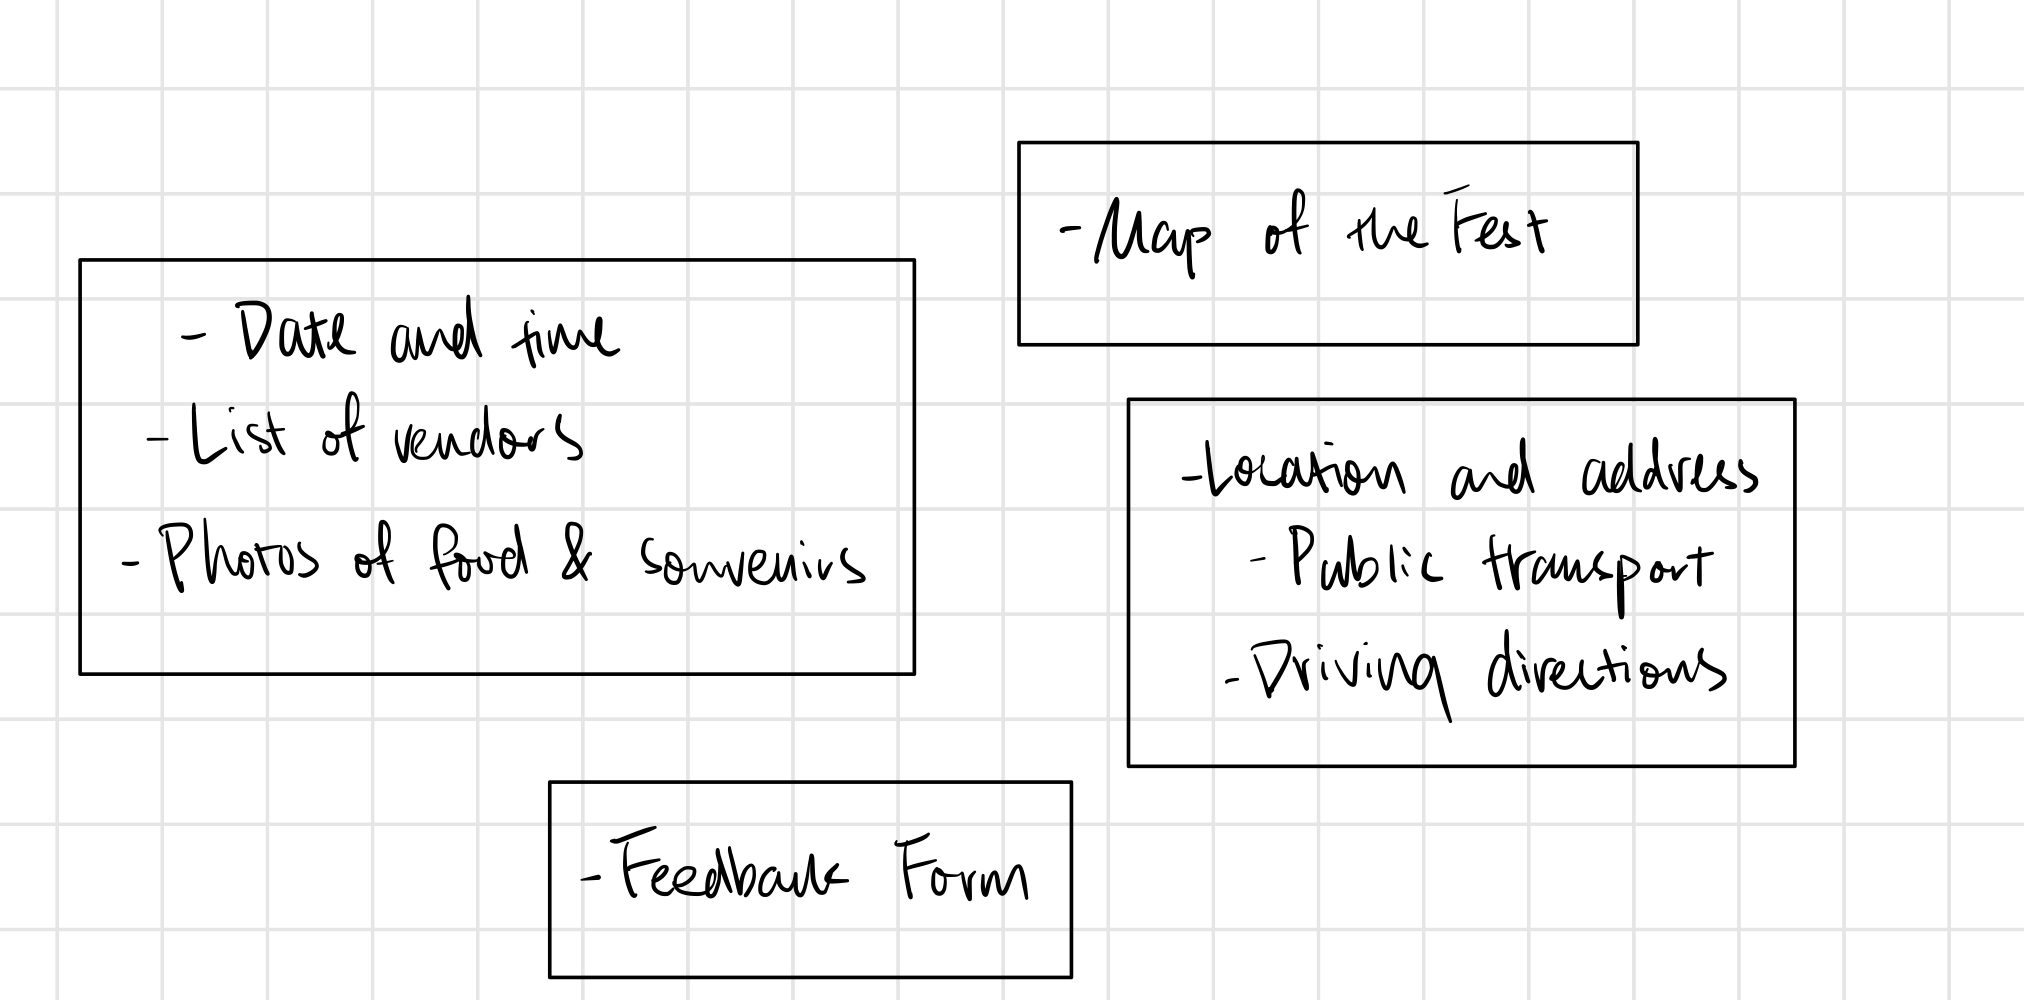 - Date and time
- List of vendors
- Photos of food & souvenirs
- Map of the Fest
- Location and address
- Public transport
- Driving directions
- Feedback Form